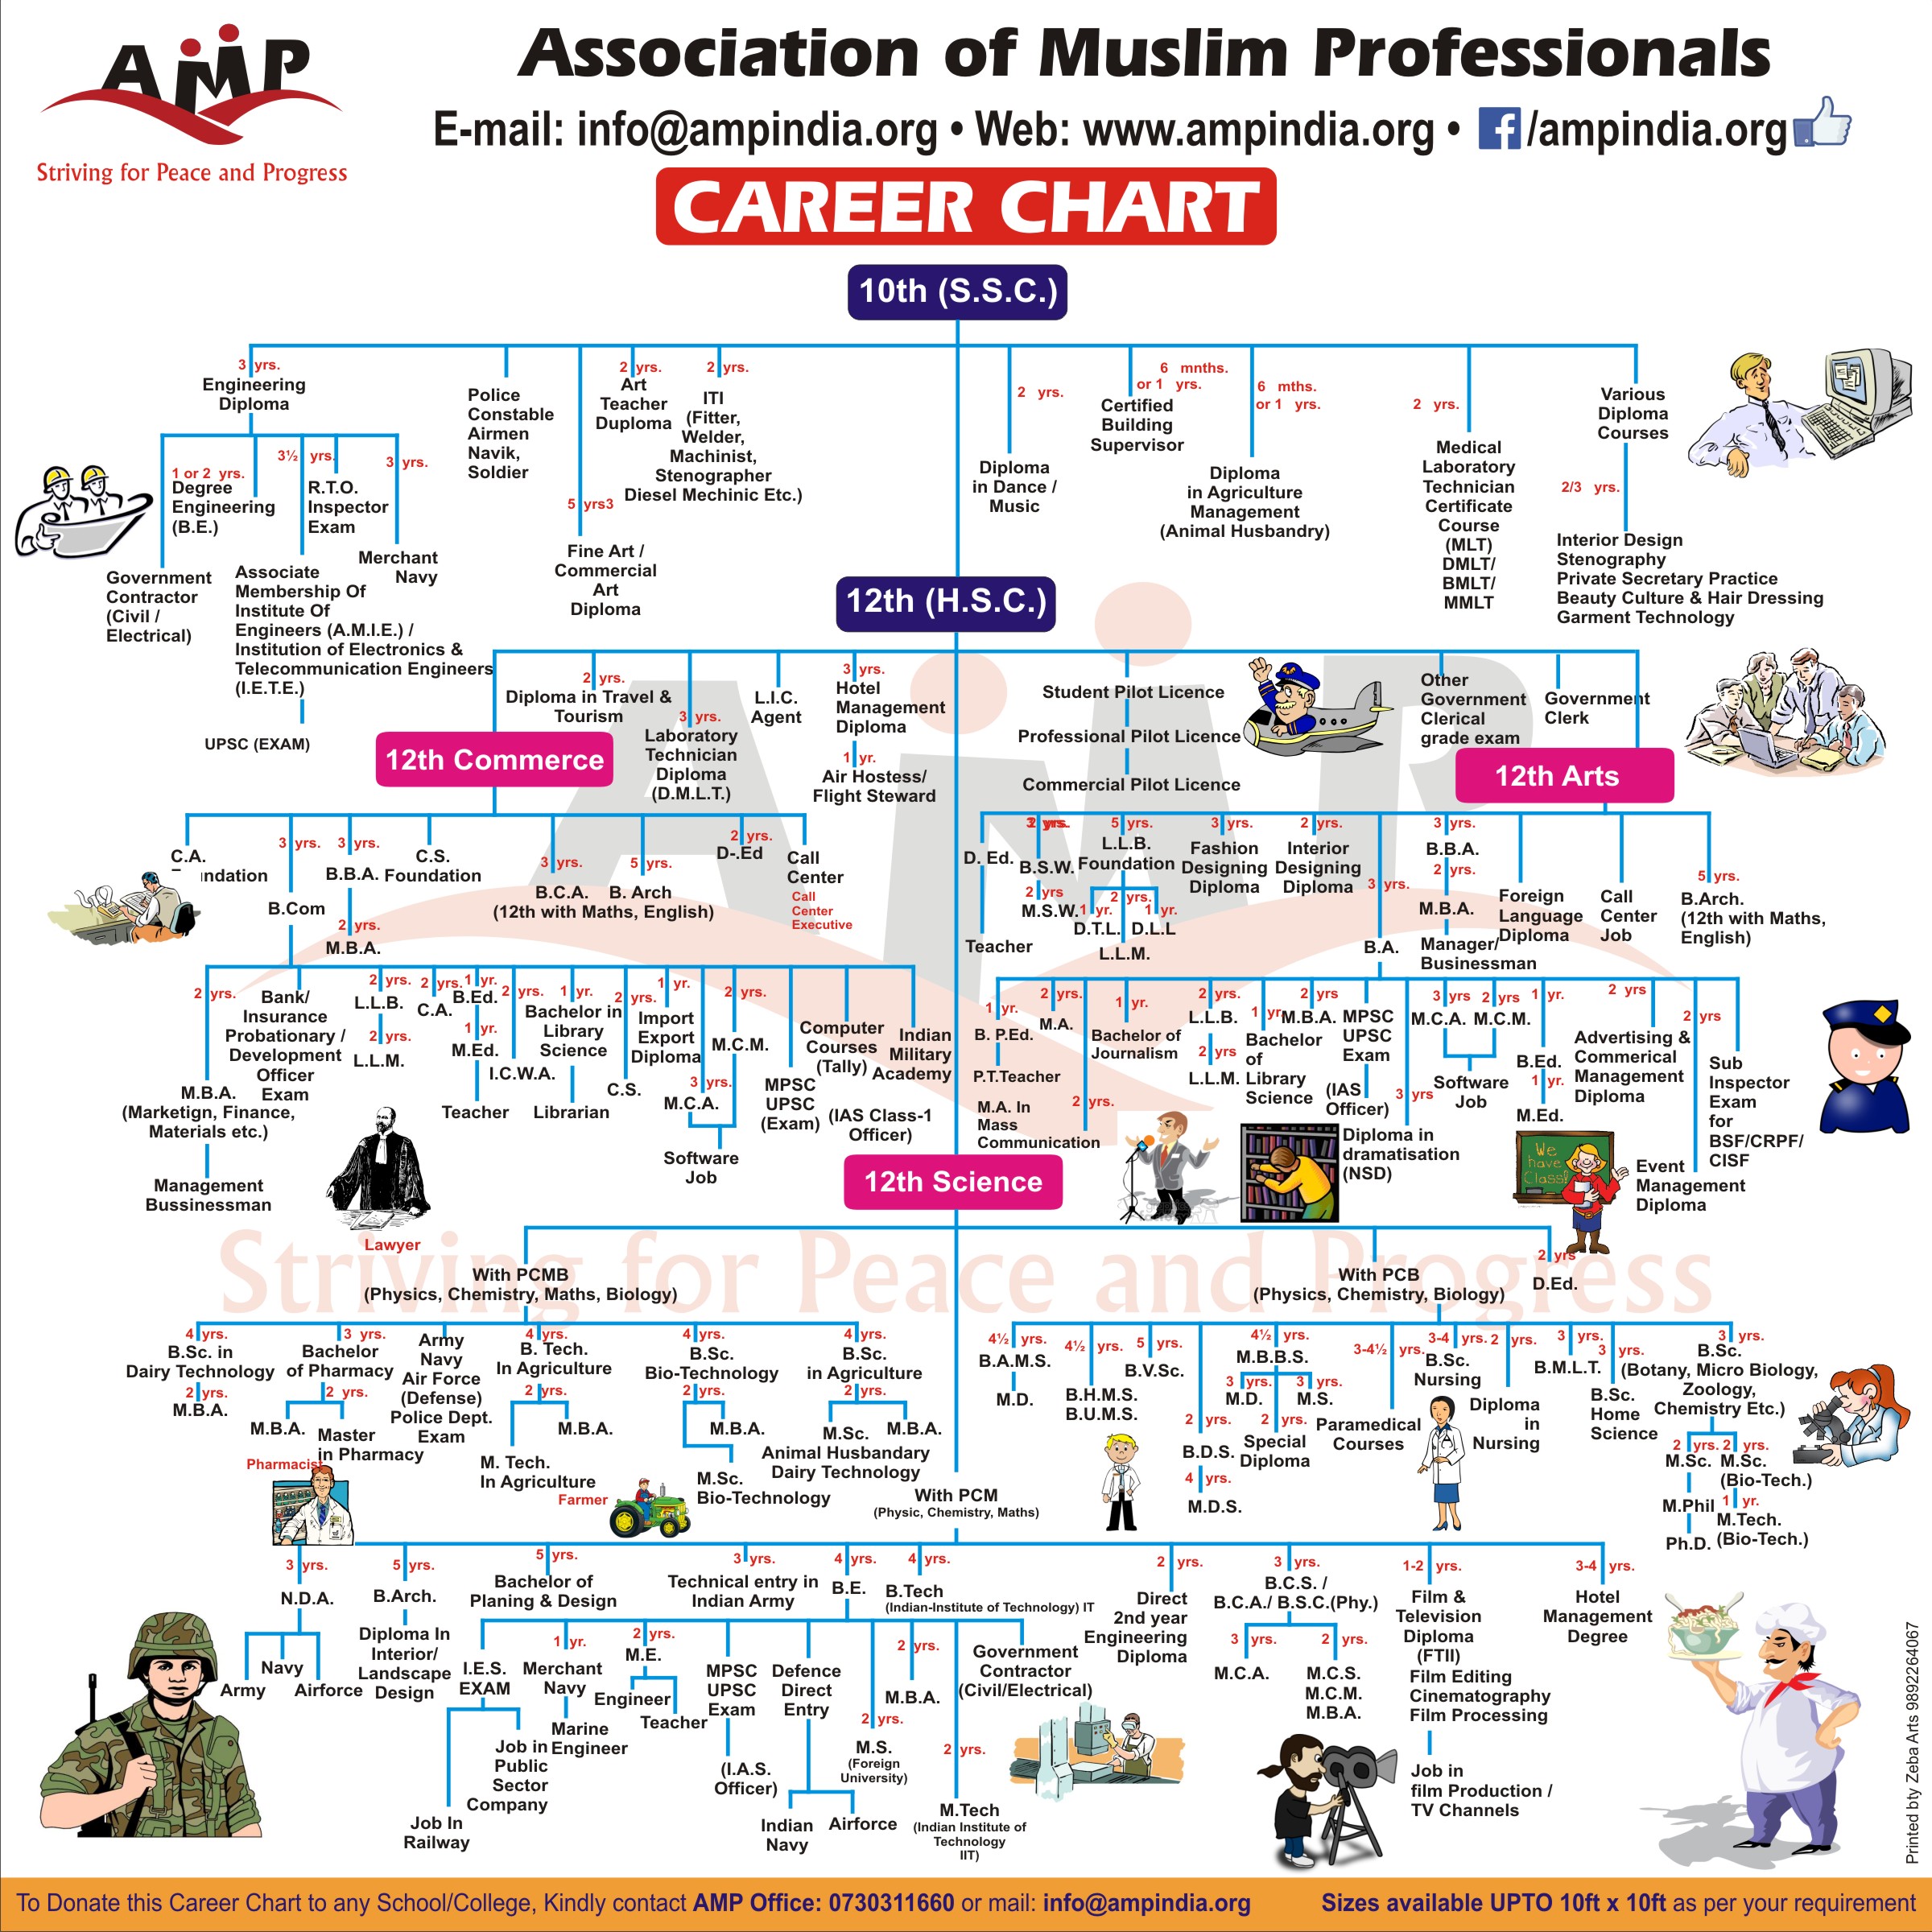 AMP
Striving for Peace and Progress
Association of Muslim Professionals
E-mail: info@ampindia.org • Web: www.ampindia.org • f/ampindia.org
CAREER CHART
10th (S.S.C.)
3 yrs.
Engineering
Diploma
1 or 2 yrs.
Degree
Engineering
(B.E.)
3½ yrs.
R.T.O.
Inspector
Exam
3 yrs.
Merchant
Navy
Government
Contractor
(Civil /
Electrical)
Associate
Membership Of
Institute Of
Engineers (A.M.I.E.) /
Institution of Electronics &
Telecommunication Engineers
(I.E.T.E.)
UPSC (EXAM)
Police
Constable
Airmen
Navik,
Soldier
5 yrs3
Fine Art /
Commercial
Art
Diploma
2 yrs.
Art
Teacher
Duploma
2 yrs.
ITI
(Fitter,
Welder,
Machinist,
Stenographer
Diesel Mechinic Etc.)
2 yrs.
Diploma
in Dance /
Music
6 mnths.
or 1 yrs.
Certified
Building
Supervisor
6 mths.
or 1 yrs.
Diploma
in Agriculture
Management
(Animal Husbandry)
2 yrs.
Medical
Laboratory
Technician
Certificate
Course
(MLT)
DMLT/
BMLT/
MMLT
Various
Diploma
Courses
2/3 yrs.
Interior Design
Stenography
Private Secretary Practice
Beauty Culture & Hair Dressing
Garment Technology
12th (H.S.C.)
2 yrs.
Diploma in Travel &
Tourism
3 yrs.
Laboratory
Technician
Diploma
(D.M.L.T.)
L.I.C.
Agent
3 yrs.
Hotel
Management
Diploma
1 yr.
Air Hostess/
Flight Steward
Student Pilot Licence
Professional Pilot Licence
Commercial Pilot Licence
Other
Government
Clerical
grade exam
Government
Clerk
12th Commerce
C.A.
undation
3 yrs.
B.Com
3 yrs.
B.B.A.
2 yrs.
M.B.A.
C.S.
Foundation
3 yrs.
B.C.A.
5 yrs.
B. Arch
(12th with Maths, English)
2 yrs.
D-.Ed
Call
Center
Call
Center
Executive
2 yrs.
M.B.A.
(Marketign, Finance,
Materials etc.)
Management
Bussinessman
Bank/
Insurance
Probationary /
Development
Officer
Exam
2 yrs.
L.L.B.
2 yrs.
L.L.M.
Lawyer
2 yrs.
C.A.
1 yr.
B.Ed.
1 yr.
M.Ed.
Teacher
2 yrs.
I.C.W.A.
1 yr.
Bachelor in
Library
Science
Librarian
2 yrs.
C.S.
1 yr.
Import
Export
Diploma
3 yrs.
M.C.A.
2 yrs.
M.C.M.
Software
Job
MPSC
UPSC
(Exam)
Computer
Courses
(Tally)
(IAS Class-1
Officer)
Indian
Military
Academy
12th Arts
D. Ed.
Teacher
2 yrs.
B.S.W.
2 yrs
M.S.W.
5 yrs.
L.L.B.
Foundation
1 yr.
D.T.L.
2 yrs.
L.L.M.
1 yr.
D.L.L
3 yrs.
Fashion
Designing
Diploma
2 yrs.
Interior
Designing
Diploma
3 yrs.
B.A.
3 yrs.
B.B.A.
2 yrs.
M.B.A.
Manager/
Businessman
Foreign
Language
Diploma
Call
Center
Job
5 yrs.
B.Arch.
(12th with Maths,
English)
1 yr.
B. P.Ed.
P.T.Teacher
2 yrs.
M.A.
M.A. In
Mass
Communication
2 yrs.
1 yr.
Bachelor of
Journalism
2 yrs.
L.L.B.
2 yrs
L.L.M.
1 yr
Bachelor
of
Library
Science
2 yrs
M.B.A.
MPSC
UPSC
Exam
(IAS
Officer)
3 yrs
Diploma in
dramatisation
(NSD)
3 yrs
M.C.A.
2 yrs
M.C.M.
Software
Job
1 yr.
B.Ed.
1 yr.
M.Ed.
2 yrs
Advertising &
Commerical
Management
Diploma
2 yrs
Sub
Inspector
Exam
for
BSF/CRPF/
CISF
Event
Management
Diploma
We
have
Class!
12th Science
Striving for Peace and Progress
With PCMB
(Physics, Chemistry, Maths, Biology)
4 yrs.
B.Sc. in
Dairy Technology
2 yrs.
M.B.A.
3 yrs.
Bachelor
of Pharmacy
2 yrs.
M.B.A.
Master
in Pharmacy
Pharmacist
Army
Navy
Air Force
(Defense)
Police Dept.
Exam
4 yrs.
B. Tech.
In Agriculture
2 yrs.
M. Tech.
In Agriculture
M.B.A.
Farmer
4 yrs.
B.Sc.
Bio-Technology
2 yrs.
M.B.A.
M.Sc.
Bio-Technology
4 yrs.
B.Sc.
in Agriculture
2 yrs.
M.Sc.
M.B.A.
Animal Husbandary
Dairy Technology
With PCB
(Physics, Chemistry, Biology)
2 yrs
D.Ed.
4½ yrs.
B.A.M.S.
M.D.
4½ yrs.
B.H.M.S.
B.U.M.S.
5 yrs.
B.V.Sc.
2 yrs.
B.D.S.
4 yrs.
M.D.S.
4½ yrs.
M.B.B.S.
3 yrs.
M.D.
3 yrs.
M.S.
2 yrs.
Special
Diploma
3-4½ yrs.
Paramedical
Courses
3-4 yrs.
B.Sc.
Nursing
2 yrs.
Diploma
in
Nursing
3 yrs.
B.M.L.T.
3 yrs.
B.Sc.
Home
Science
3 yrs.
B.Sc.
(Botany, Micro Biology,
Zoology,
Chemistry Etc.)
2 yrs.
M.Sc.
M.Phil
Ph.D.
2 yrs.
M.Sc.
(Bio-Tech.)
1 yr.
M.Tech.
(Bio-Tech.)
With PCM
(Physic, Chemistry, Maths)
3 yrs.
N.D.A.
Army
Navy
Airforce
5 yrs.
B.Arch.
Diploma In
Interior/
Landscape
Design
5 yrs.
Bachelor of
Planing & Design
3 yrs.
Technical entry in
Indian Army
4 yrs.
B.E.
4 yrs.
B.Tech
(Indian-Institute of Technology) IT
I.E.S.
EXAM
Job In
Railway
Job in
Public
Sector
Company
1 yr.
Merchant
Navy
Marine
Engineer
2 yrs.
M.E.
Engineer
Teacher
MPSC
UPSC
Exam
(I.A.S.
Officer)
Defence
Direct
Entry
Indian
Navy
Airforce
2 yrs.
M.S.
(Foreign
University)
2 yrs.
M.B.A.
2 yrs.
M.Tech
(Indian Institute of
Technology
IIT)
Government
Contractor
(Civil/Electrical)
2 yrs.
Direct
2nd year
Engineering
Diploma
3 yrs.
B.C.S. /
B.C.A./ B.S.C.(Phy.)
3 yrs.
M.C.A.
2 yrs.
M.C.S.
M.C.M.
M.B.A.
1-2 yrs.
Film &
Television
Diploma
(FTII)
Film Editing
Cinematography
Film Processing
Job in
film Production /
TV Channels
3-4 yrs.
Hotel
Management
Degree
Printed bty Zeba Arts 9892264067
To Donate this Career Chart to any School/College, Kindly contact AMP Office: 0730311660 or mail: info@ampindia.org
Sizes available UPTO 10ft x 10ft as per your requirement